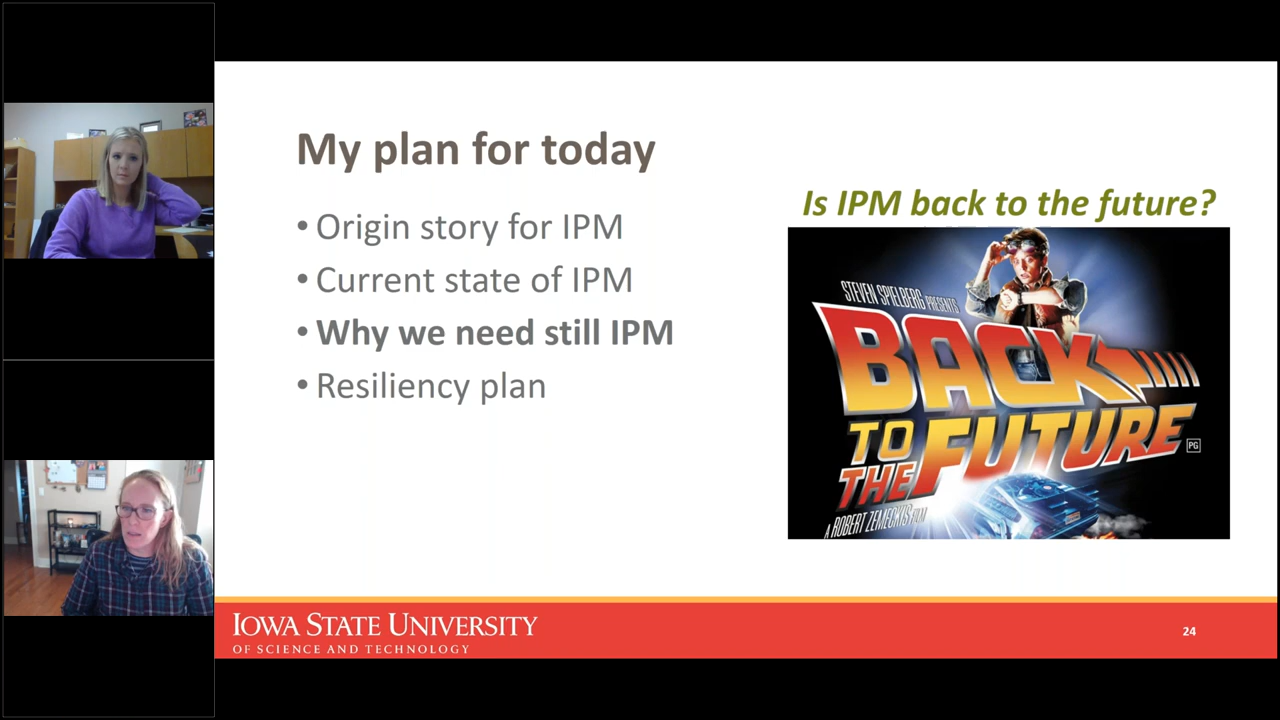 My plan for today
• Origin story for IPM
• Current state of IPM
• Why we need still IPM
• Resiliency plan
Is IPM back to the future?
STEVEN SPIELBERG PRESENTS
BACK
TO
THE FUTURE
PG
A ROBERT ZEMECKIS FILM
IOWA STATE UNIVERSITY
OF SCIENCE AND TECHNOLOGY
24